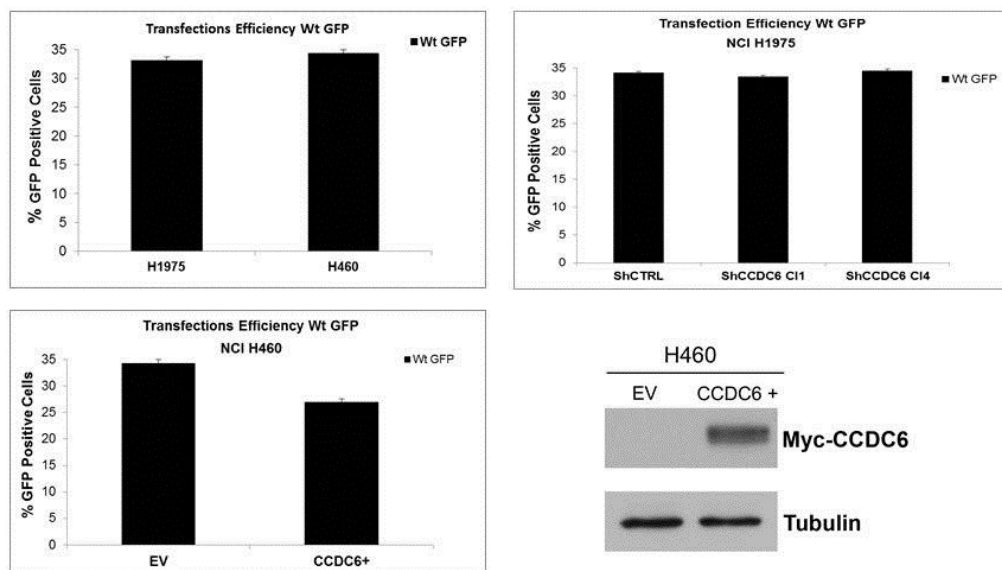 Transfections Efficiency Wt GFP
Wt GFP
% GFP Positive Cells
35
30
25
20
15
10
5
0
H1975 H460
Transfection Efficiency Wt GFP
NCI H1975
Wt GFP
% GFP Positive Cells
35
30
25
20
15
10
5
0
ShCTRL ShCCDC6 Cl1 ShCCDC6 Cl4
Transfections Efficiency Wt GFP
NCI H460
Wt GFP
% GFP Positive Cells
35
30
25
20
15
10
5
0
EV CCDC6+
H460
EV CCDC6 +
Myc-CCDC6
Tubulin